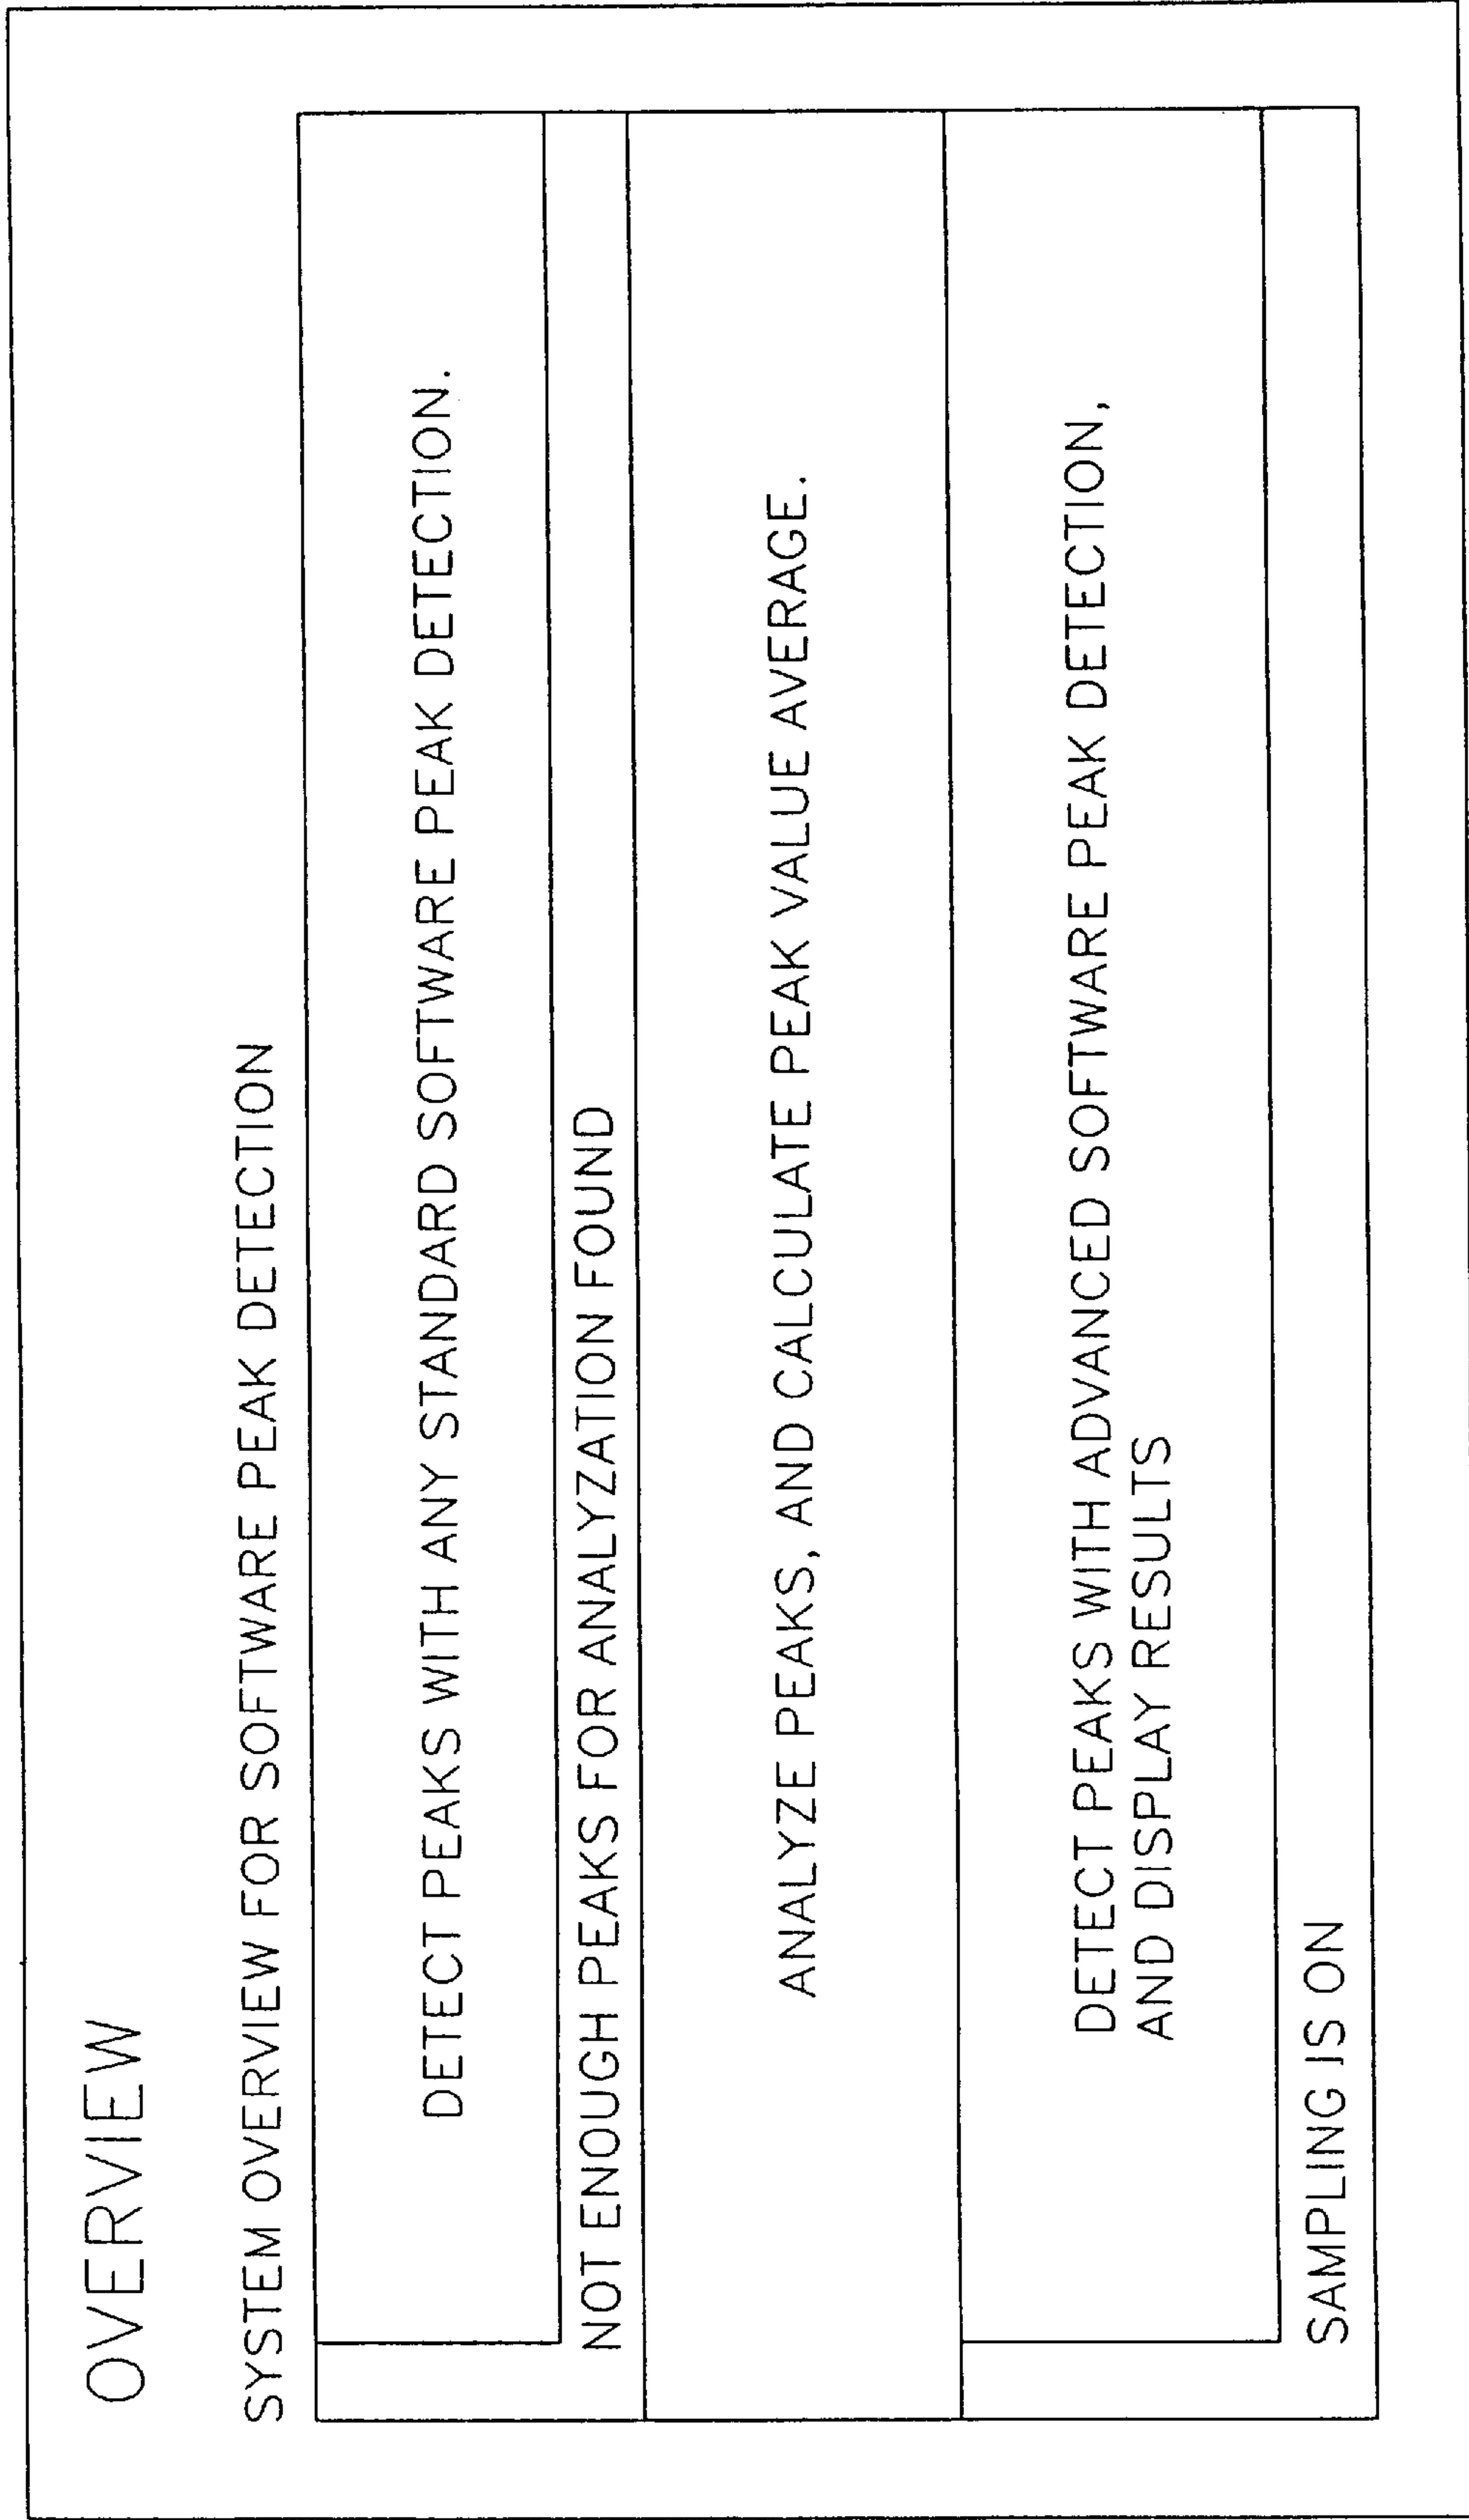 OVERVIEW
SYSTEM OVERVIEW FOR SOFTWARE PEAK DETECTION
DETECT PEAKS WITH ANY STANDARD SOFTWARE PEAK DETECTION.
NOT ENOUGH PEAKS FOR ANALYZATION FOUND
ANALYZE PEAKS, AND CALCULATE PEAK VALUE AVERAGE.
DETECT PEAKS WITH ADVANCED SOFTWARE PEAK DETECTION,
AND DISPLAY RESULTS
SAMPLING IS ON